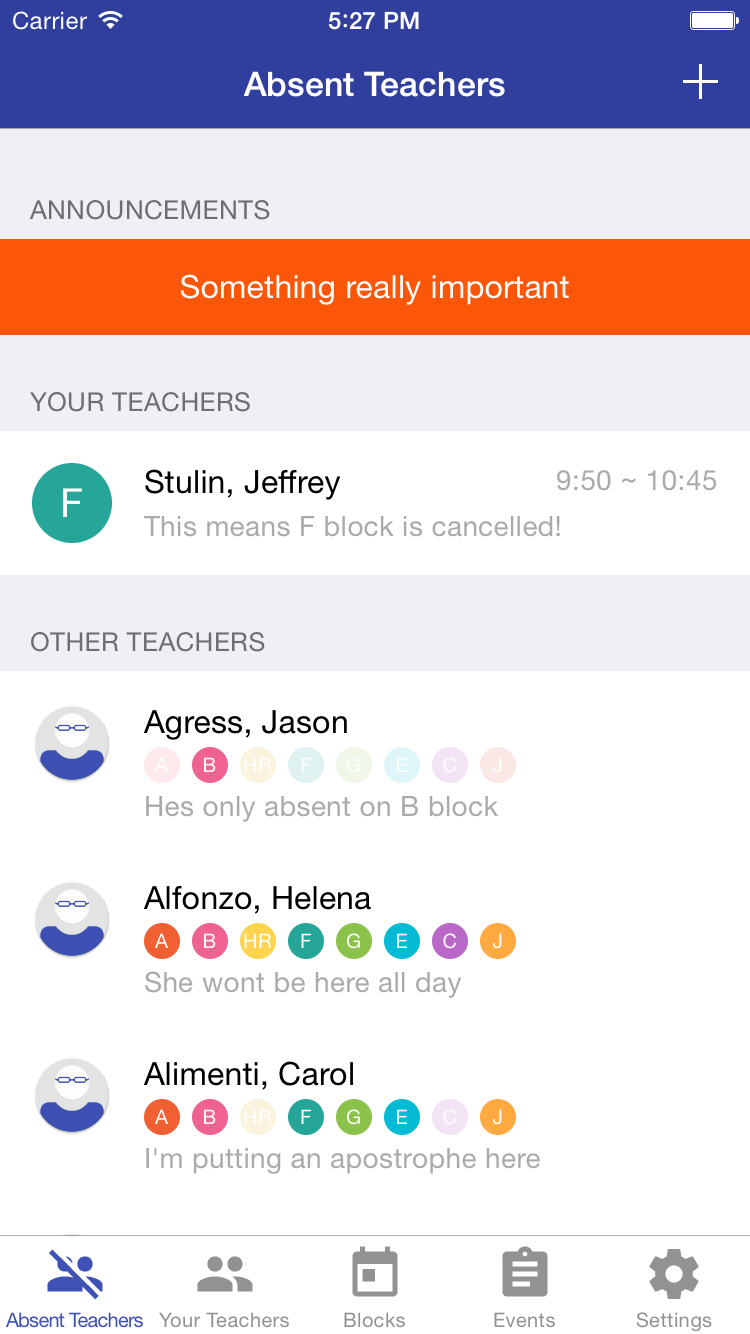 Carrier 5:27 PM
Absent Teachers
ANNOUNCEMENTS
Something really important
YOUR TEACHERS
F Stulin, Jeffrey 9:50 ~ 10:45
This means F block is cancelled!
OTHER TEACHERS
Agress, Jason
A B HR F G E C J
Hes only absent on B block
Alfonzo, Helena
A B HR F G E C J
She wont be here all day
Alimenti, Carol
A B HR F G E C J
I'm putting an apostrophe here
Absent Teachers Your Teachers Blocks Events Settings